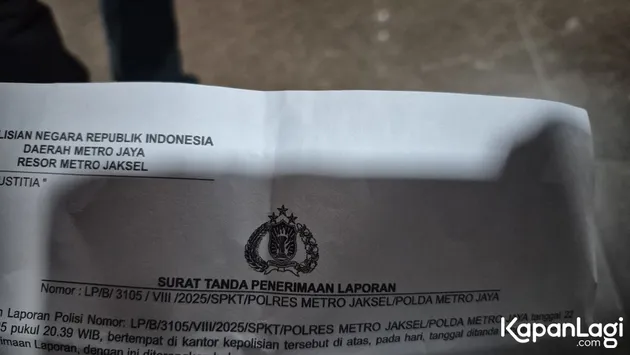 LISIAN NEGARA REPUBLIK INDONESIA
DAERAH METRO JAYA
RESOR METRO JAKSEL
USTITIA "
SURAT TANDA PENERIMAAN LAPORAN
Nomor : LP/B/ 3105 / VIII /2025/SPKT/POLRES METRO JAKSEL/POLDA METRO JAYA
n Laporan Polisi Nomor: LP/B/3105/VIII/2025/SPKT/POLRES METRO JAKSEL/POLDA METRO JAYA tanggal 22
5 pukul 20.39 WIB, bertempat di kantor kepolisian tersebut di atas, pada hari, tanggal
rimaan Laporan, dengan ini
KapanLagi
.com